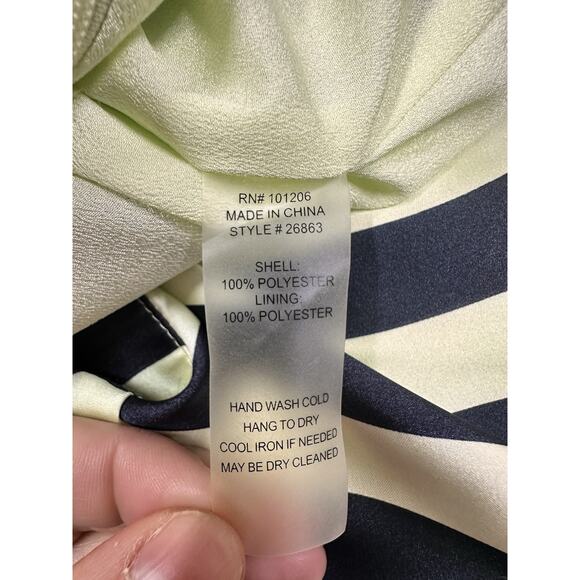 RN# 101206
MADE IN CHINA
STYLE # 26863
SHELL:
100% POLYESTER
LINING:
100% POLYESTER
HAND WASH COLD
HANG TO DRY
COOL IRON IF NEEDED
MAY BE DRY CLEANED